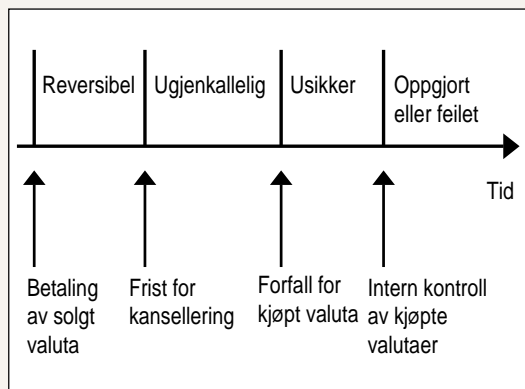 Reversibel
Ugjenkallelig
Usikker
Oppgjort
eller feilet
Tid
Betaling
av solgt
valuta
Frist for
kansellering
Forfall for
kjøpt valuta
Intern kontroll
av kjøpte
valutaer